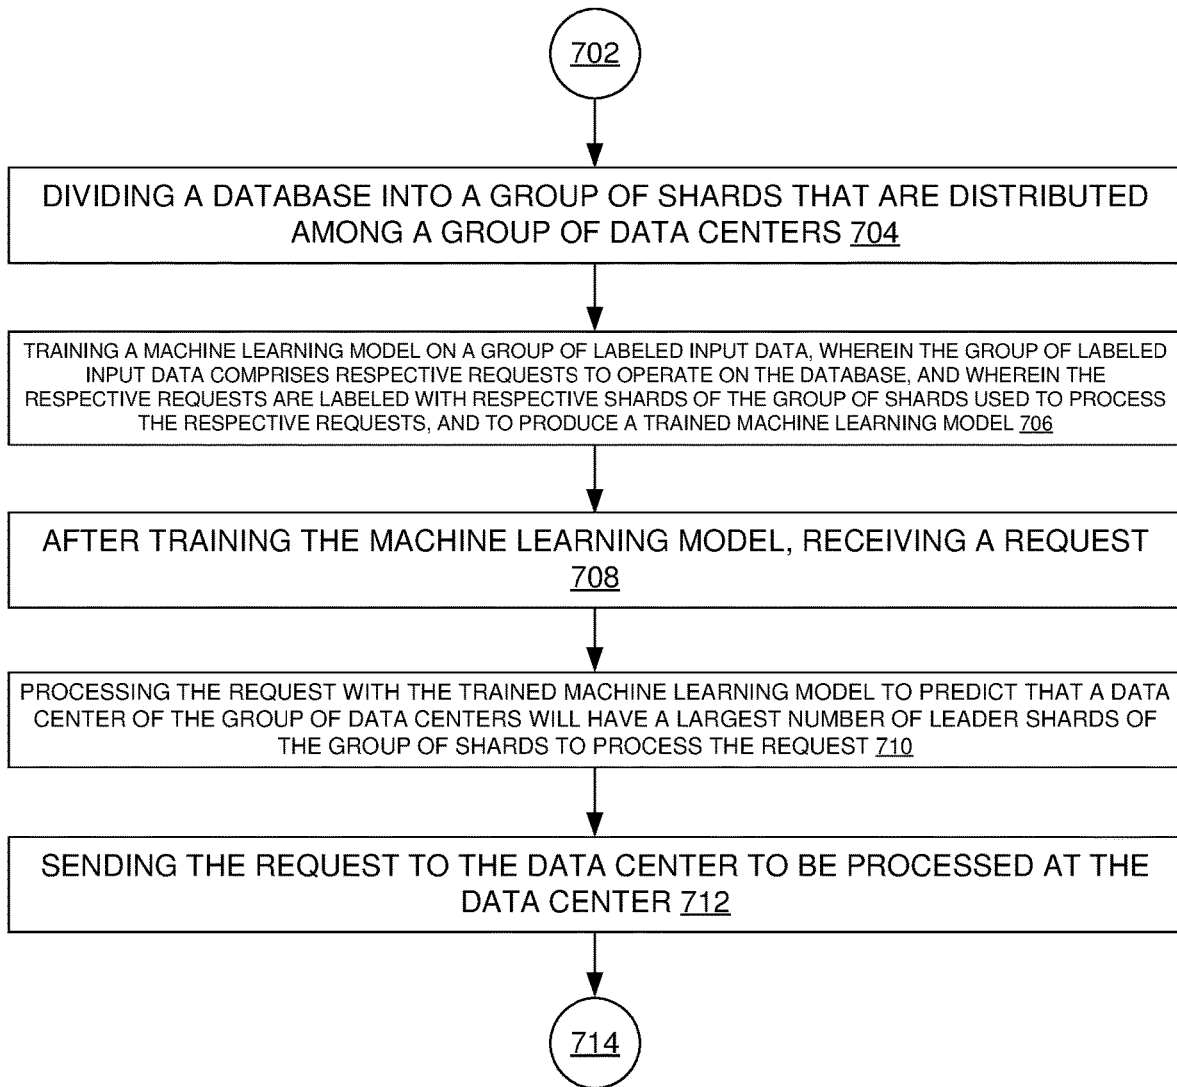 702
DIVIDING A DATABASE INTO A GROUP OF SHARDS THAT ARE DISTRIBUTED
AMONG A GROUP OF DATA CENTERS 704
TRAINING A MACHINE LEARNING MODEL ON A GROUP OF LABELED INPUT DATA, WHEREIN THE GROUP OF LABELED
INPUT DATA COMPRISES RESPECTIVE REQUESTS TO OPERATE ON THE DATABASE, AND WHEREIN THE
RESPECTIVE REQUESTS ARE LABELED WITH RESPECTIVE SHARDS OF THE GROUP OF SHARDS USED TO PROCESS
THE RESPECTIVE REQUESTS, AND TO PRODUCE A TRAINED MACHINE LEARNING MODEL 706
AFTER TRAINING THE MACHINE LEARNING MODEL, RECEIVING A REQUEST
708
PROCESSING THE REQUEST WITH THE TRAINED MACHINE LEARNING MODEL TO PREDICT THAT A DATA
CENTER OF THE GROUP OF DATA CENTERS WILL HAVE A LARGEST NUMBER OF LEADER SHARDS OF
THE GROUP OF SHARDS TO PROCESS THE REQUEST 710
SENDING THE REQUEST TO THE DATA CENTER TO BE PROCESSED AT THE
DATA CENTER 712
714